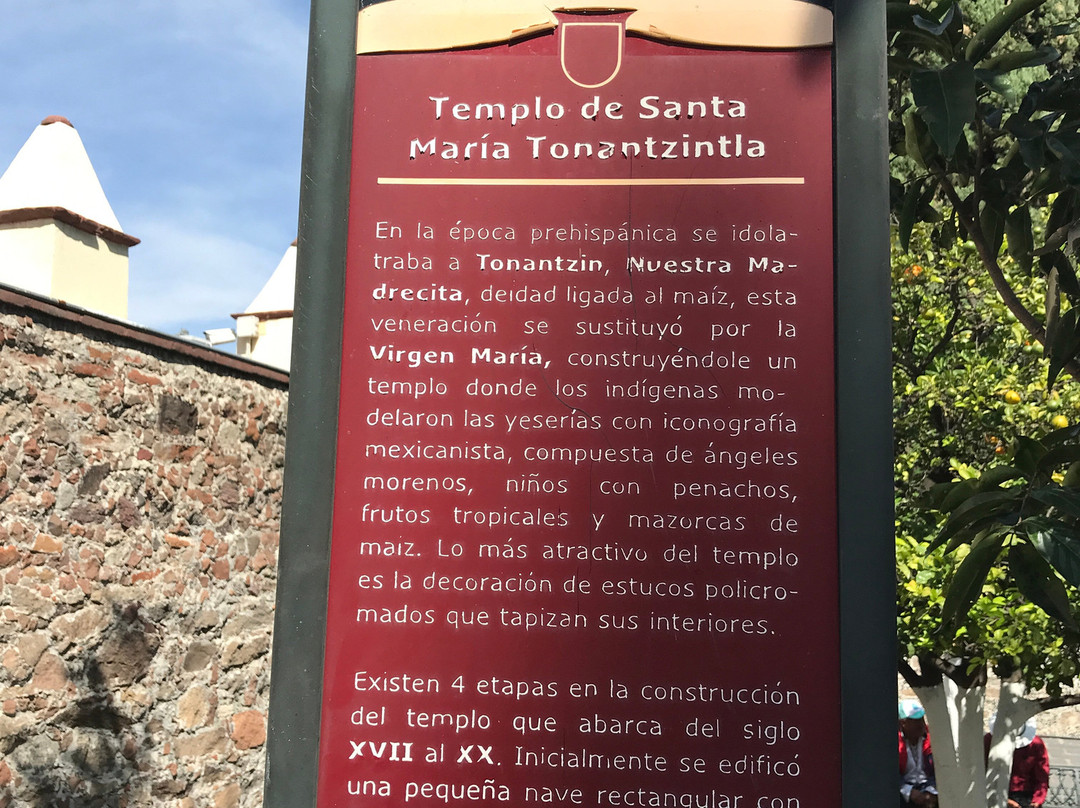 Templo de Santa
María Tonantzintla
En la época prehispánica se idola-
traba a Tonantzin, Nuestra Ma-
drecita, deidad ligada al maíz, esta
veneración se sustituyó por la
Virgen María, construyéndole un
templo donde los indígenas mo-
delaron las yeserías con iconografía
mexicanista, compuesta de ángeles
morenos, niños con penachos,
frutos tropicales y mazorcas de
maiz. Lo más atractivo del templo
es la decoración de estucos policro-
mados que tapizan sus interiores.
Existen 4 etapas en la construcción
del templo que abarca del siglo
XVII al XX. Inicialmente se edificó
una pequeña nave rectangular con